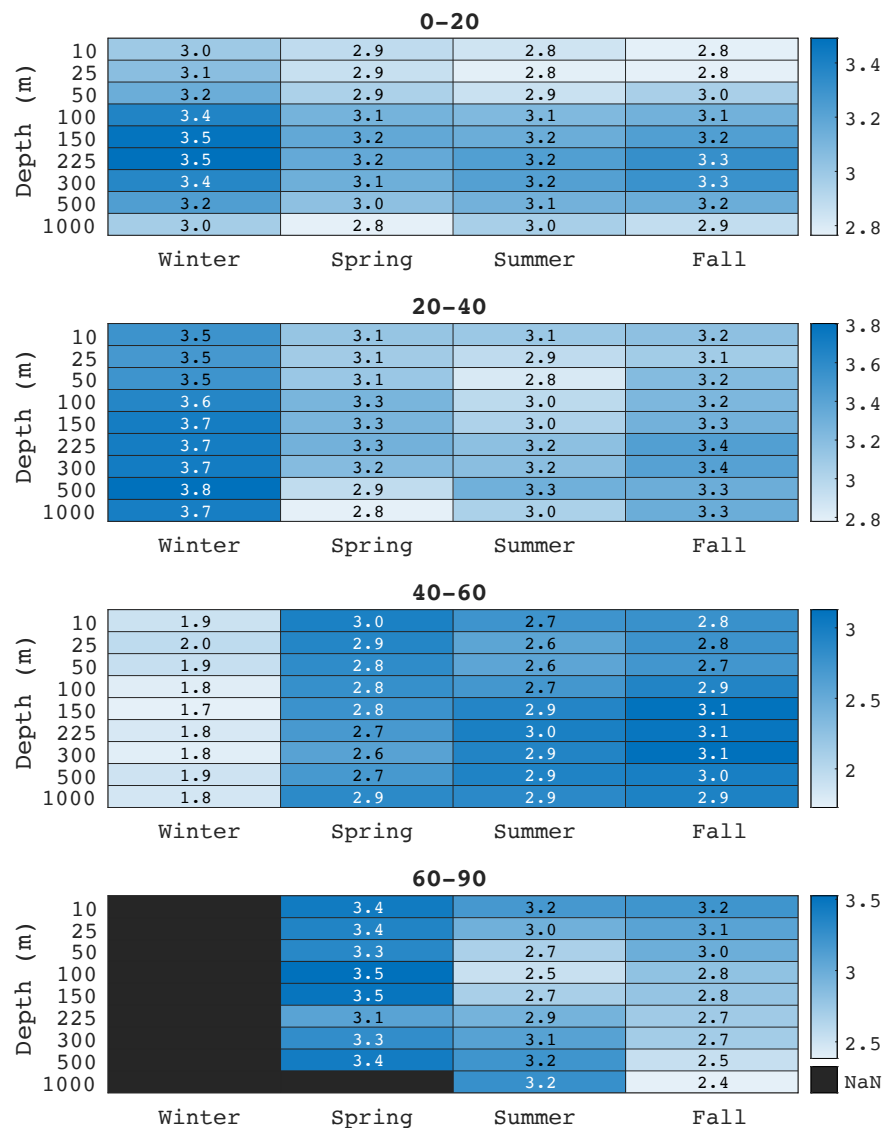 0-20
10 3.0 2.9 2.8 2.8
25 3.1 2.9 2.8 2.8 3.4
50 3.2 2.9 2.9 3.0
100 3.4 3.1 3.1 3.1 3.2
150 3.5 3.2 3.2 3.2
225 3.5 3.2 3.2 3.3
300 3.4 3.1 3.2 3.3 3
500 3.2 3.0 3.1 3.2
1000 3.0 2.8 3.0 2.9 2.8
Depth (m)
Winter Spring Summer Fall
20-40
10 3.5 3.1 3.1 3.2 3.8
25 3.5 3.1 2.9 3.1
50 3.5 3.1 2.8 3.2 3.6
100 3.6 3.3 3.0 3.2
150 3.7 3.3 3.0 3.3 3.4
225 3.7 3.3 3.2 3.4 3.2
300 3.7 3.2 3.2 3.4
500 3.8 2.9 3.3 3.3 3
1000 3.7 2.8 3.0 3.3 2.8
Depth (m)
Winter Spring Summer Fall
40-60
10 1.9 3.0 2.7 2.8 3
25 2.0 2.9 2.6 2.8
50 1.9 2.8 2.6 2.7
100 1.8 2.8 2.7 2.9 2.5
150 1.7 2.8 2.9 3.1
225 1.8 2.7 3.0 3.1
300 1.8 2.6 2.9 3.1
500 1.9 2.7 2.9 3.0 2
1000 1.8 2.9 2.9 2.9
Depth (m)
Winter Spring Summer Fall
60-90
10 3.4 3.2 3.2 3.5
25 3.4 3.0 3.1
50 3.3 2.7 3.0
100 3.5 2.5 2.8 3
150 3.5 2.7 2.8
225 3.1 2.9 2.7
300 3.3 3.1 2.7 2.5
500 3.4 3.2 2.5
1000 3.2 2.4 NaN
Depth (m)
Winter Spring Summer Fall